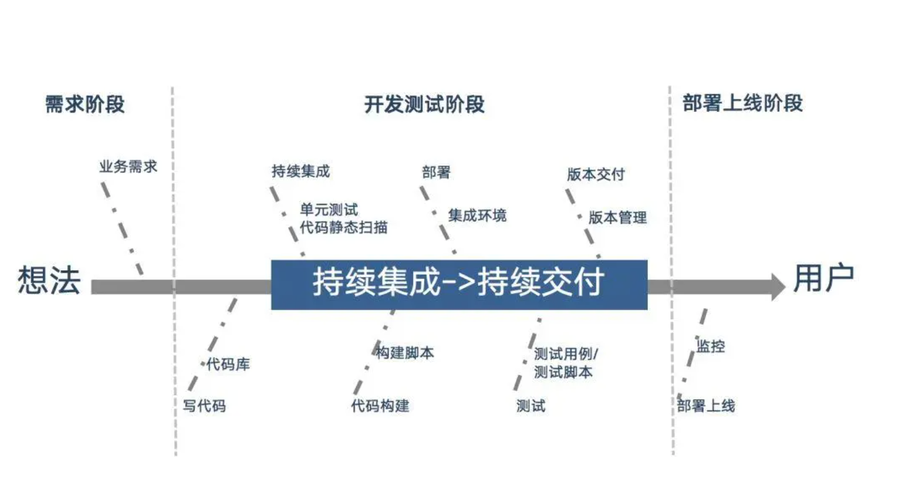 需求阶段
开发测试阶段
部署上线阶段
业务需求
持续集成
单元测试
代码静态扫描
部署
集成环境
版本交付
版本管理
想法
持续集成->持续交付
用户
代码库
写代码
构建脚本
代码构建
测试用例/
测试脚本
测试
监控
部署上线